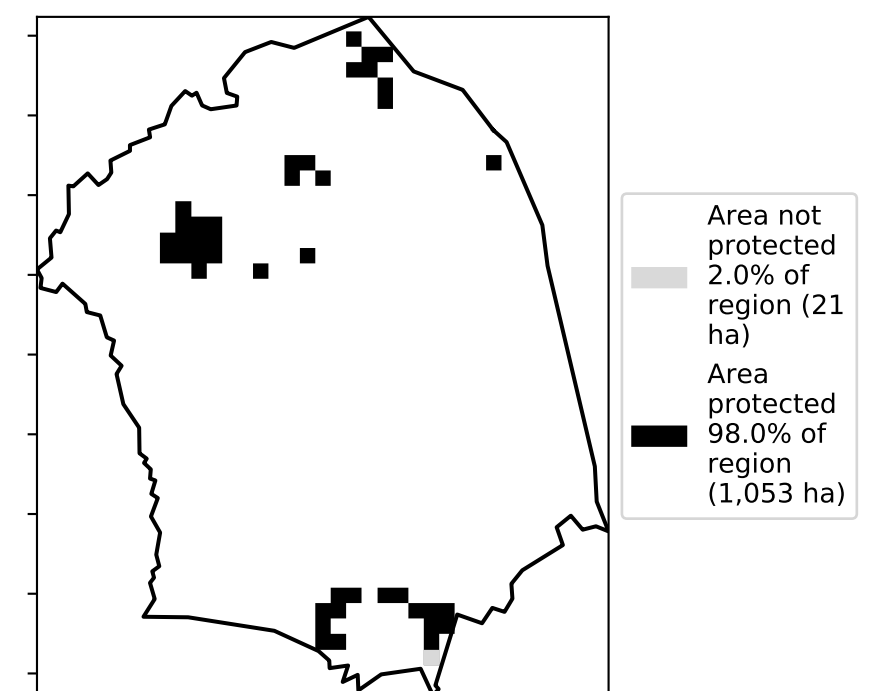 Area not
protected
2.0% of
region (21
ha)
Area
protected
98.0% of
region
(1,053 ha)